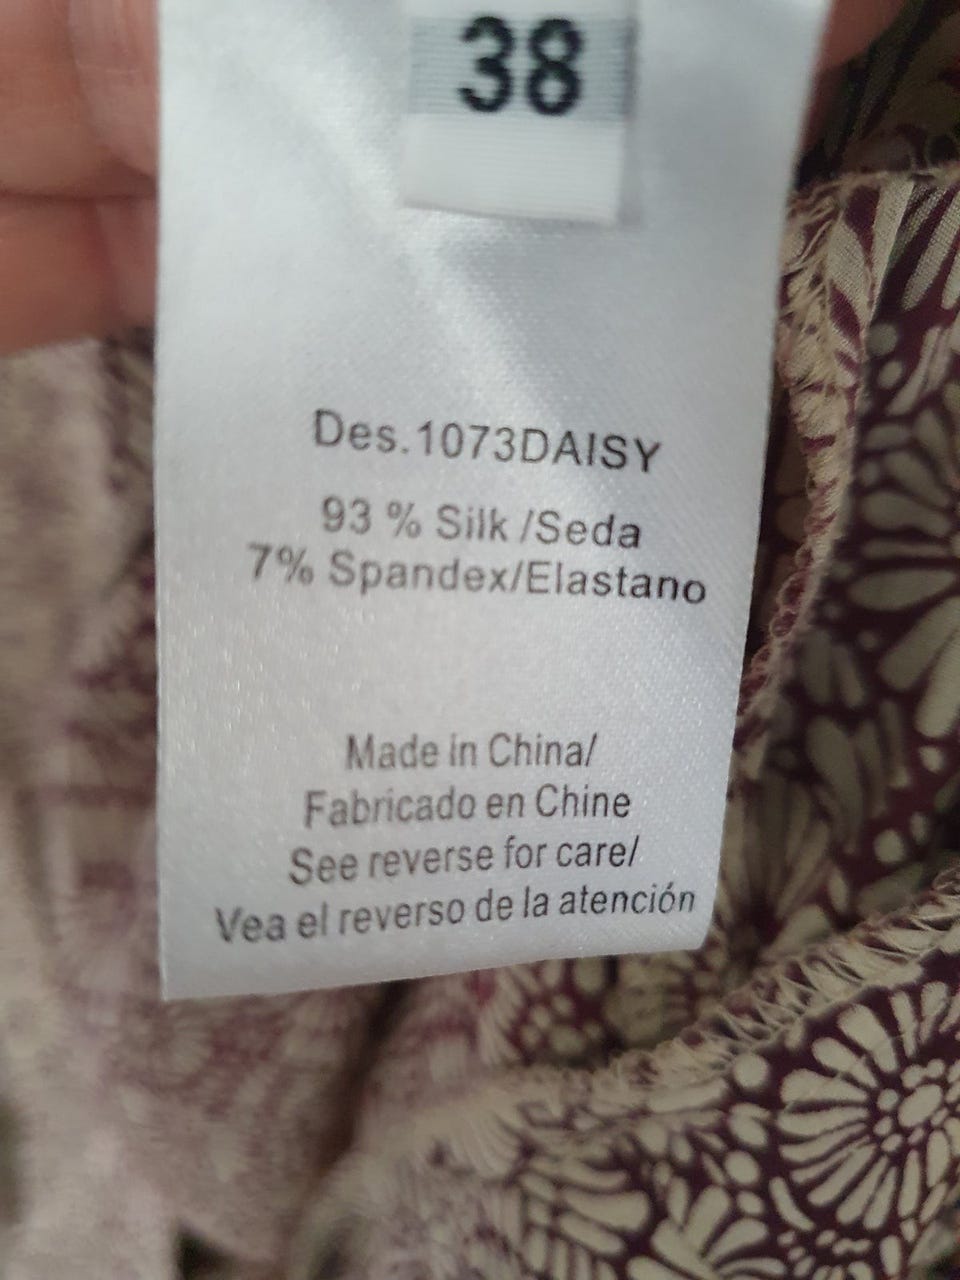 38
Des.1073DAISY
93 % Silk /Seda
7% Spandex/Elastano
Made in China/
Fabricado en Chine
See reverse for care/
Vea el reverso de la atención